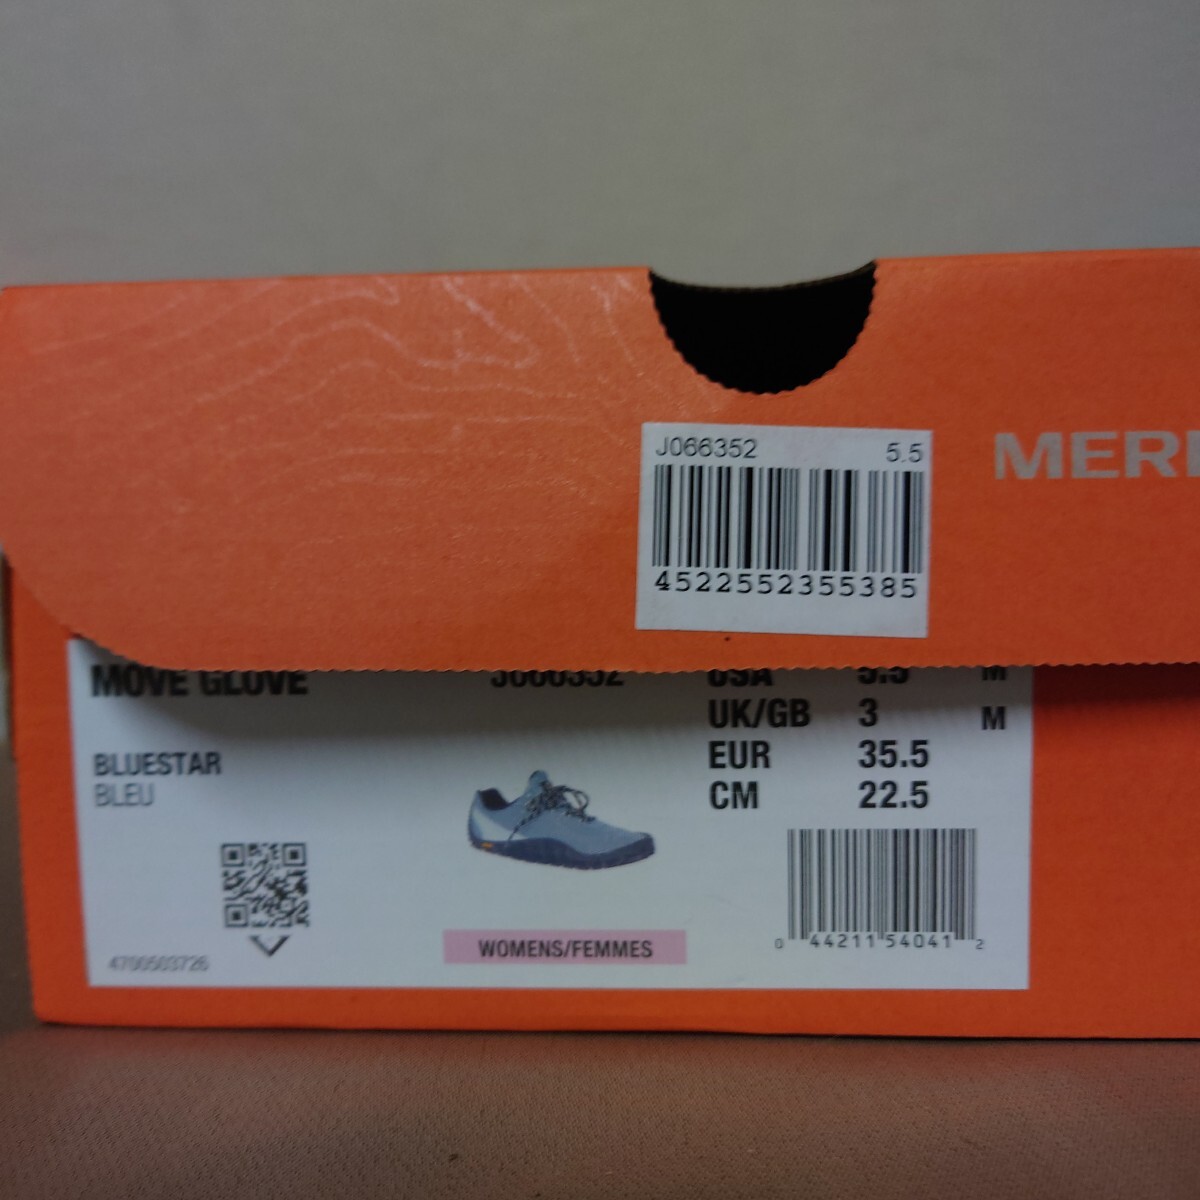 J066352 5.5
4522552355385
MERR
MOVE GLOVE J066352 USA 5.5 M
UK/GB 3 M
BLUESTAR EUR 35.5
BLEU CM 22.5
WOMENS/FEMMES
0 44211 54041 2
4700503726